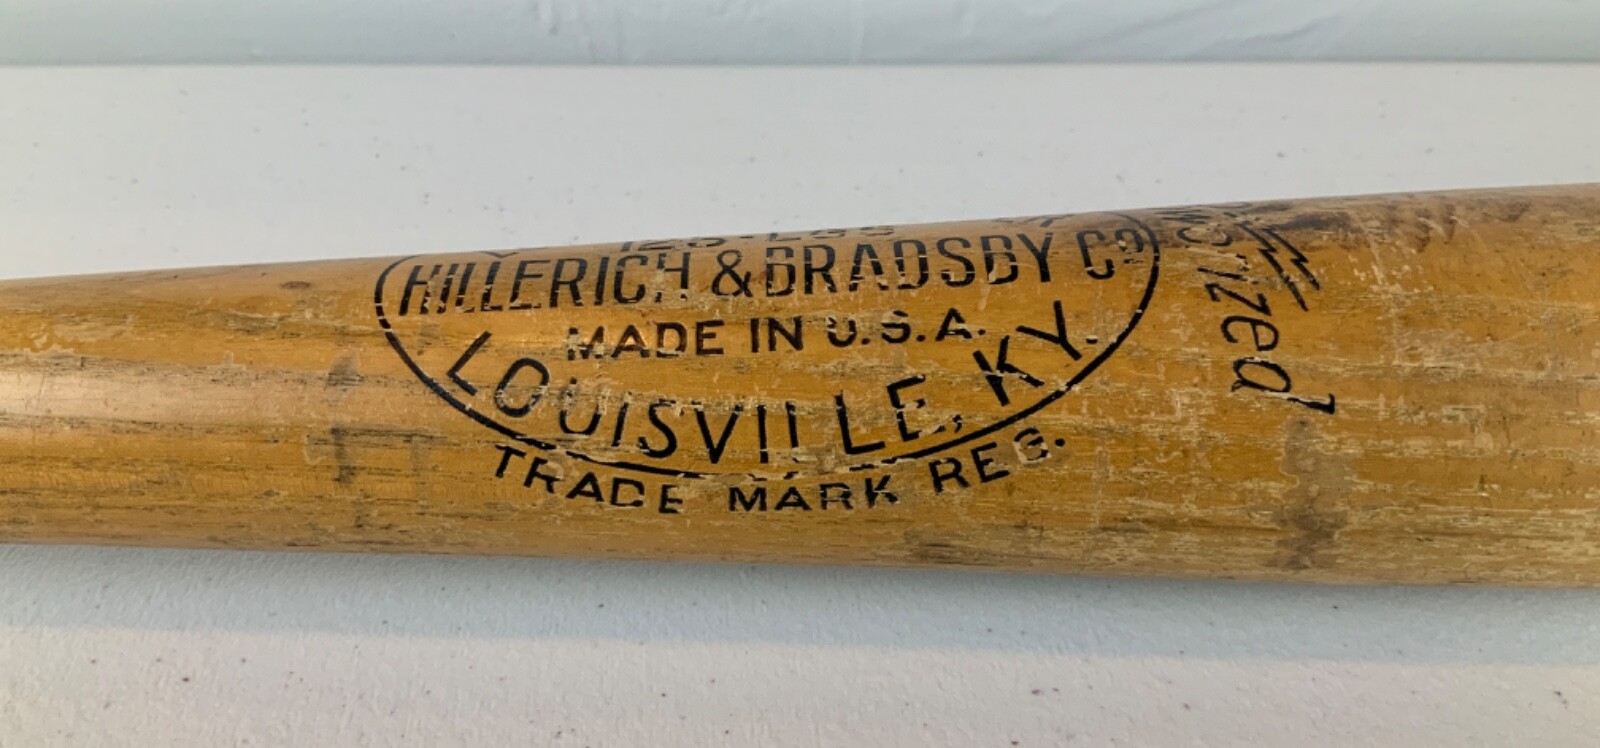 HILLERICH & BRADSBY Cº
MADE IN U.S.A.
LOUISVILLE, KY.
TRADE MARK REG.